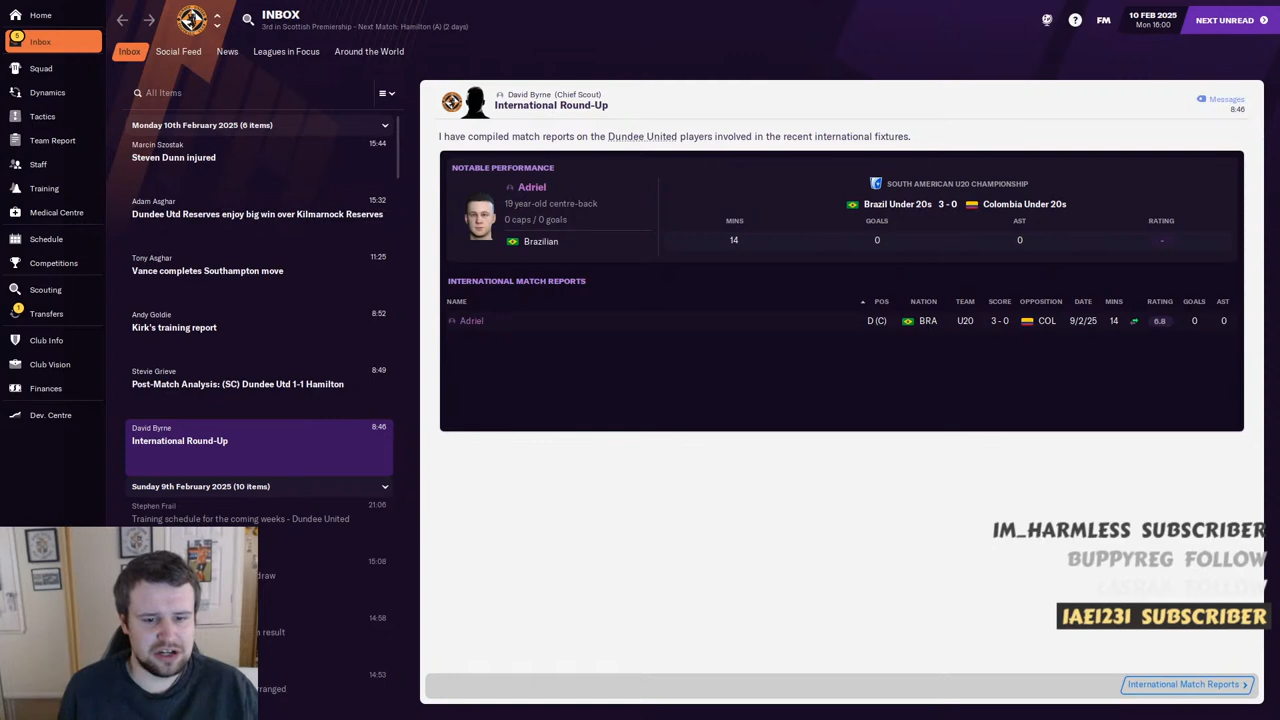 Home
Inbox
5
Squad
Dynamics
Tactics
Team Report
Staff
Training
Medical Centre
Schedule
Competitions
Scouting
1
Transfers
Club Info
Club Vision
Finances
Dev. Centre
INBOX
3rd in Scottish Premiership - Next Match: Hamilton (A) (2 days)
? FM
10 FEB 2025
Mon 16:00
NEXT UNREAD
Inbox Social Feed News Leagues in Focus Around the World
All Items
Monday 10th February 2025 (6 items)
Marcin Szostak 15:44
Steven Dunn injured
Adam Asghar 15:32
Dundee Utd Reserves enjoy big win over Kilmarnock Reserves
Tony Asghar 11:25
Vance completes Southampton move
Andy Goldie 8:52
Kirk's training report
Stevie Grieve 8:49
Post-Match Analysis: (SC) Dundee Utd 1-1 Hamilton
David Byrne 8:46
International Round-Up
Sunday 9th February 2025 (10 items)
Stephen Frail 21:06
Training schedule for the coming weeks - Dundee United
15:08
draw
14:58
result
14:53
David Byrne (Chief Scout)
International Round-Up
Messages
8:46
I have compiled match reports on the Dundee United players involved in the recent international fixtures.
NOTABLE PERFORMANCE
Adriel
19 year-old centre-back
0 caps / 0 goals
Brazilian
SOUTH AMERICAN U20 CHAMPIONSHIP
Brazil Under 20s 3 - 0 Colombia Under 20s
MINS GOALS AST RATING
14 0 0 -
INTERNATIONAL MATCH REPORTS
NAME POS NATION TEAM SCORE OPPOSITION DATE MINS RATING GOALS AST
Adriel D (C) BRA U20 3 - 0 COL 9/2/25 14 6.8 0 0
IM_HARMLESS SUBSCRIBER
BUPPYREG FOLLOW
FOLLOW
IAE1231 SUBSCRIBER
International Match Reports